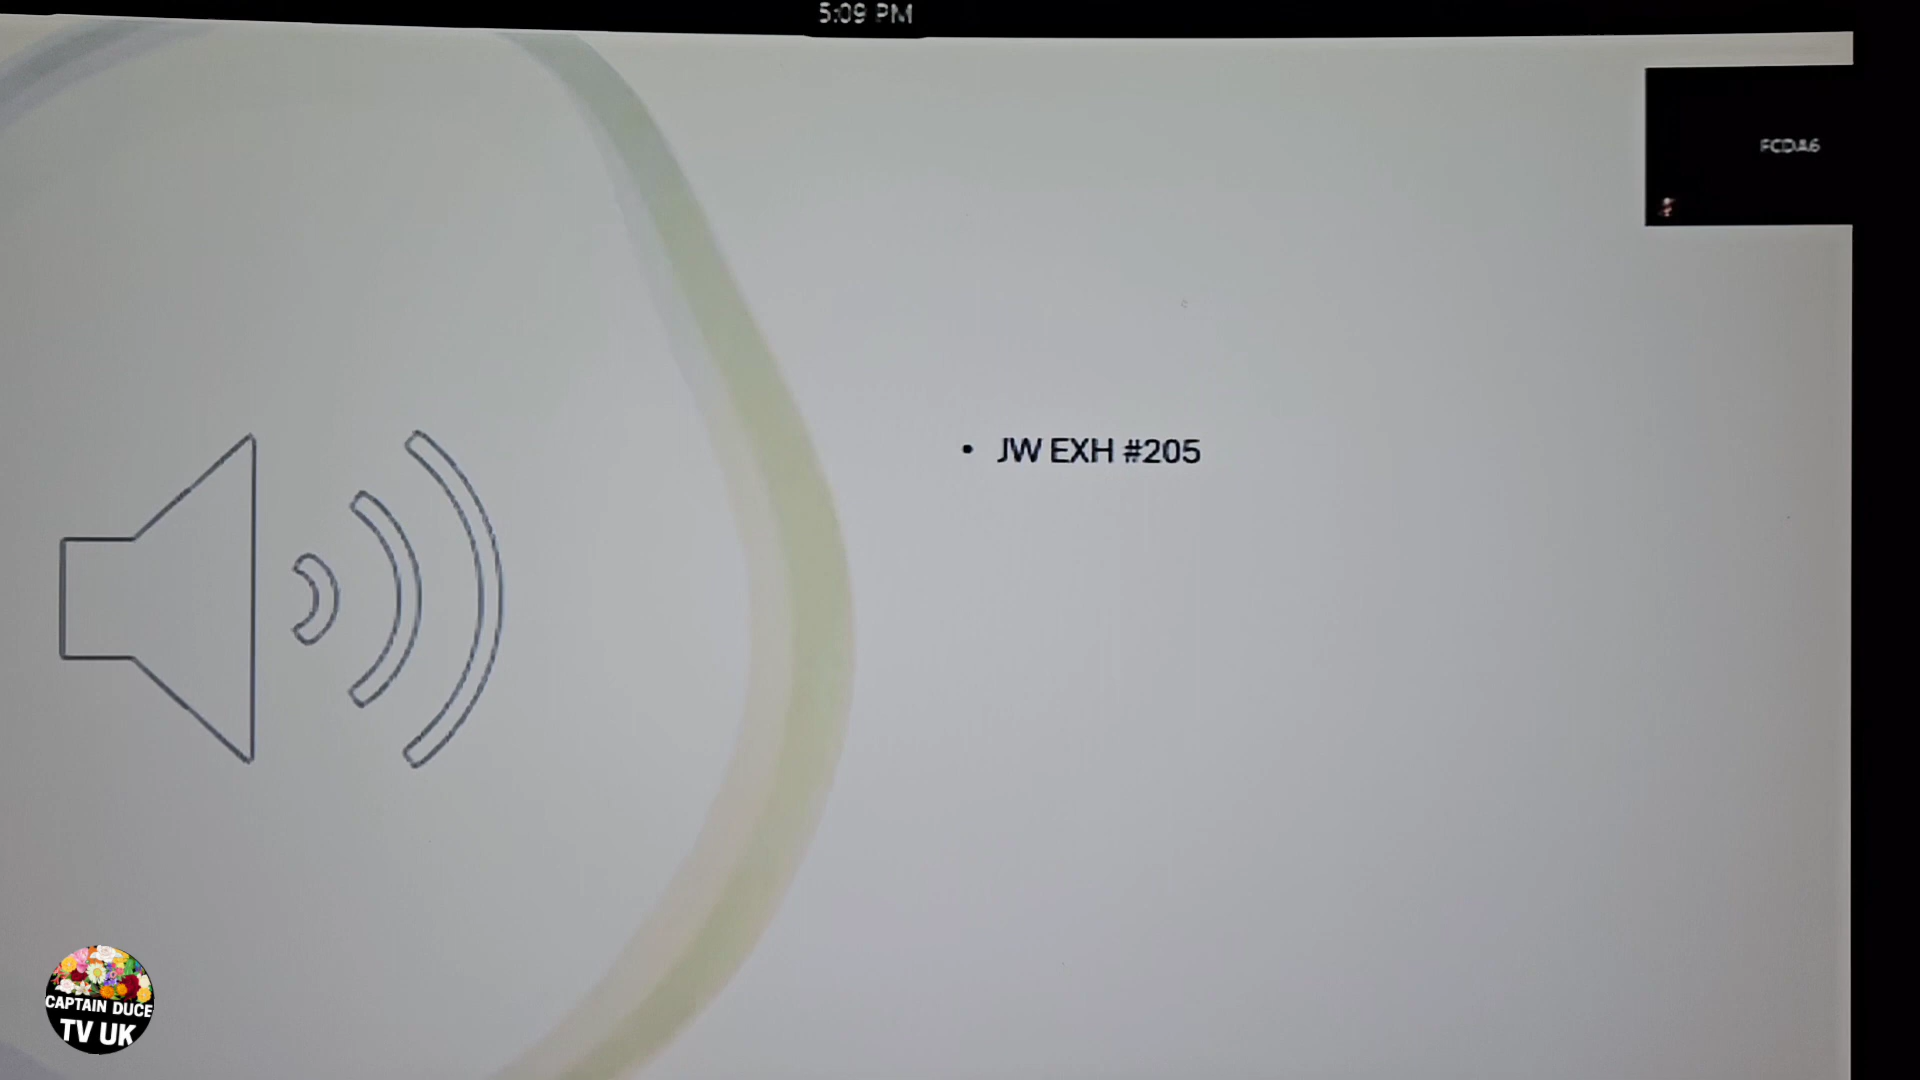 5:09 PM
FCDA6
• JW EXH #205
CAPTAIN DUCE
TV UK